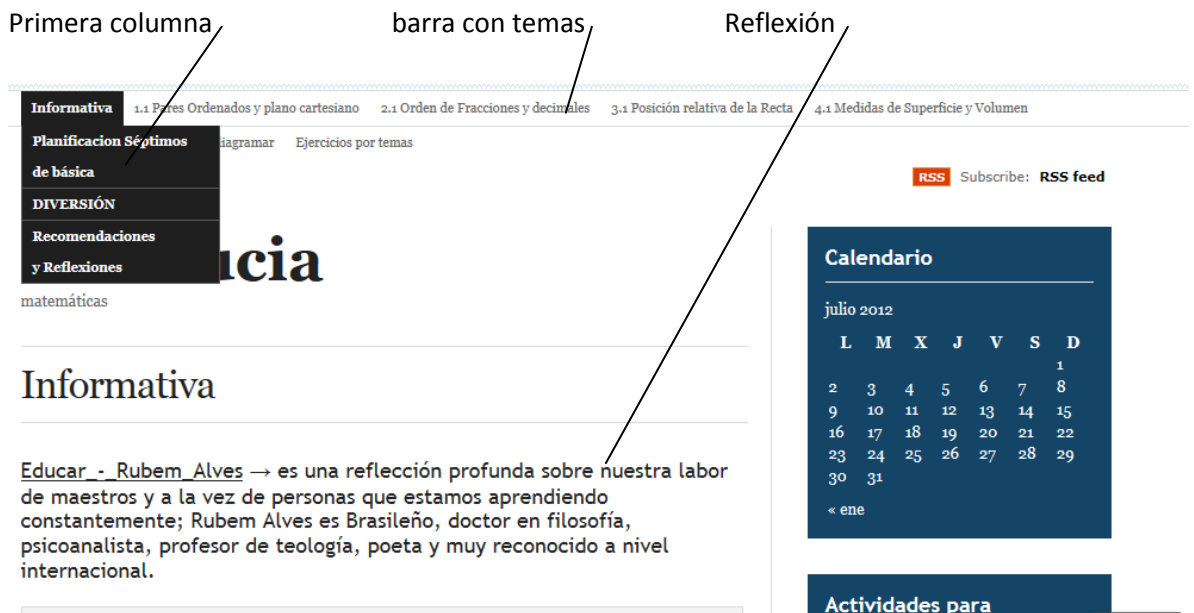 Primera columna barra con temas Reflexión
Informativa 1.1 Pares Ordenados y plano cartesiano 2.1 Orden de Fracciones y decimales 3.1 Posición relativa de la Recta 4.1 Medidas de Superficie y Volumen
Planificacion Séptimos
de básica
DIVERSIÓN
Recomendaciones
y Reflexiones
iagramar Ejercicios por temas
RSS Subscribe: RSS feed
ucia
matemáticas
Informativa
Educar_-_Rubem_Alves → es una reflección profunda sobre nuestra labor
de maestros y a la vez de personas que estamos aprendiendo
constantemente; Rubem Alves es Brasileño, doctor en filosofía,
psicoanalista, profesor de teología, poeta y muy reconocido a nivel
internacional.
Calendario
julio 2012
L M X J V S D
1
2 3 4 5 6 7 8
9 10 11 12 13 14 15
16 17 18 19 20 21 22
23 24 25 26 27 28 29
30 31
« ene
Actividades para